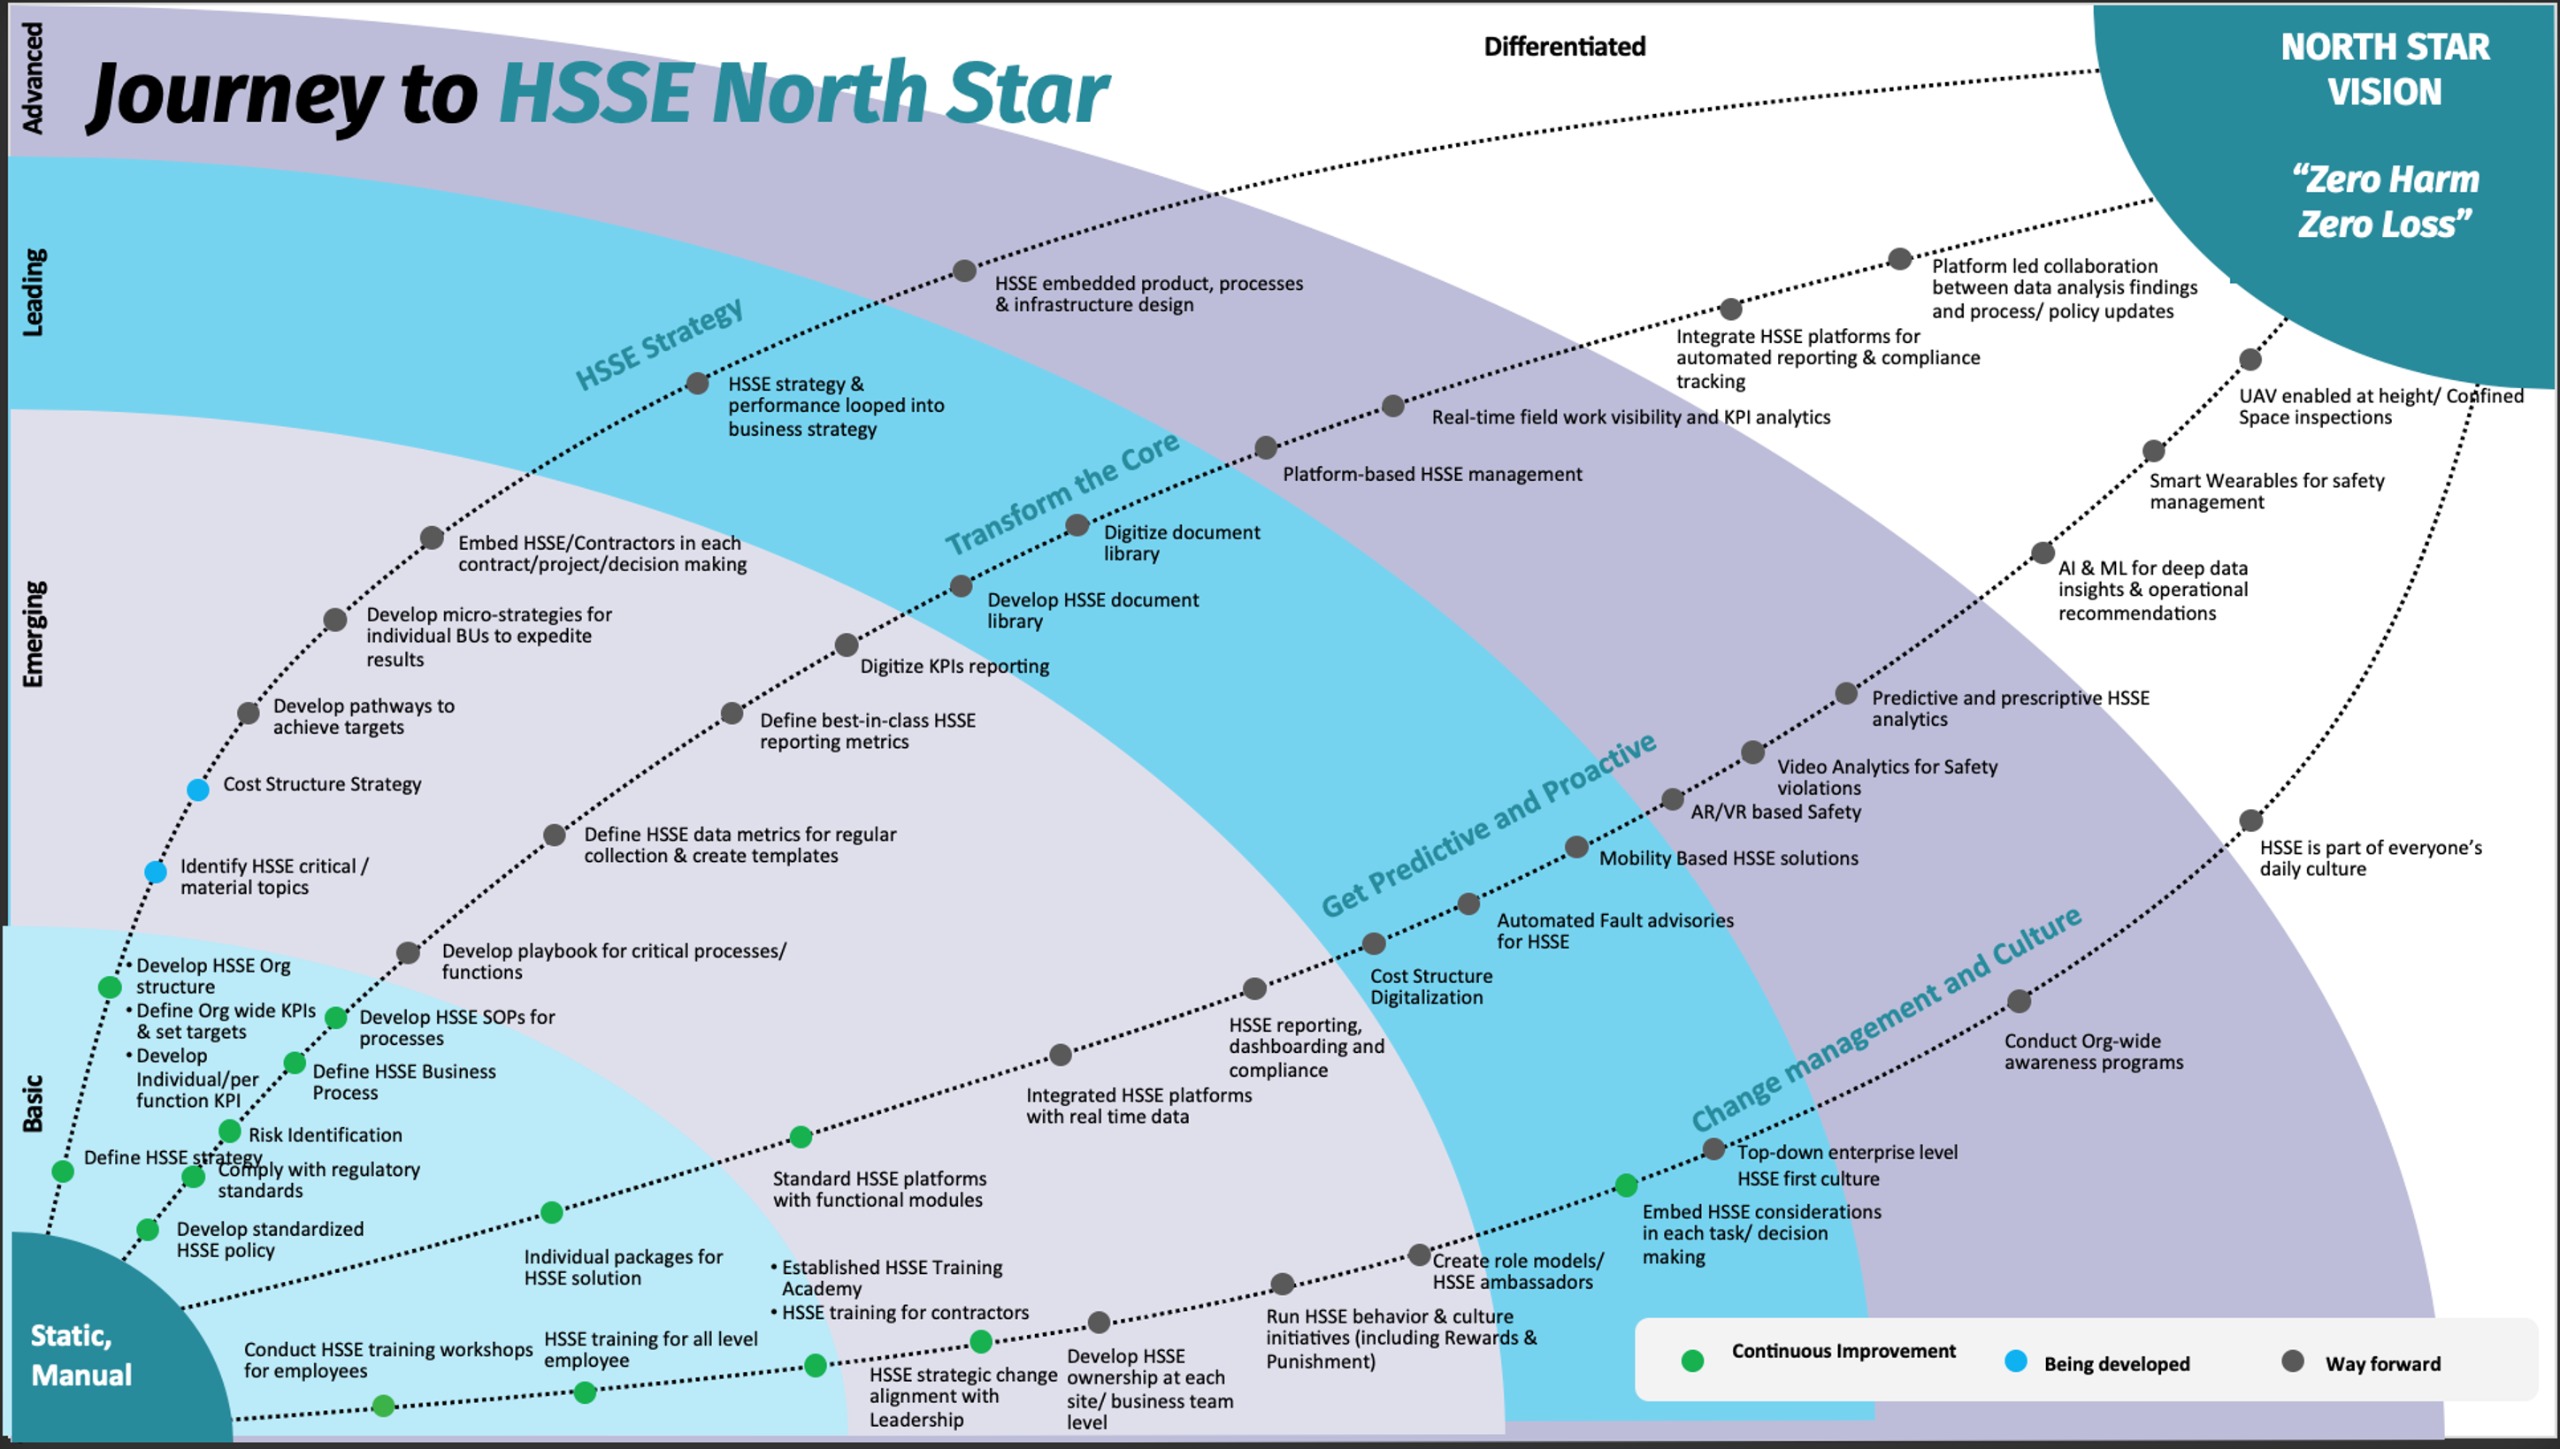 Advanced
Journey to HSSE North Star
Differentiated
NORTH STAR
VISION
“Zero Harm
Zero Loss”
Leading
Emerging
Basic
HSSE Strategy
HSSE embedded product, processes
& infrastructure design
HSSE strategy &
performance looped into
business strategy
Embed HSSE/Contractors in each
contract/project/decision making
Develop micro-strategies for
individual BUs to expedite
results
Develop pathways to
achieve targets
Cost Structure Strategy
Identify HSSE critical /
material topics
• Develop HSSE Org
structure
• Define Org wide KPIs
& set targets
• Develop
Individual/per
function KPI
Define HSSE strategy
Transform the Core
Platform led collaboration
between data analysis findings
and process/ policy updates
Integrate HSSE platforms for
automated reporting & compliance
tracking
Real-time field work visibility and KPI analytics
Platform-based HSSE management
Digitize document
library
Develop HSSE document
library
Digitize KPIs reporting
Define best-in-class HSSE
reporting metrics
Define HSSE data metrics for regular
collection & create templates
Develop playbook for critical processes/
functions
Develop HSSE SOPs for
processes
Define HSSE Business
Process
Risk Identification
Comply with regulatory
standards
Develop standardized
HSSE policy
Get Predictive and Proactive
UAV enabled at height/ Confined
Space inspections
Smart Wearables for safety
management
AI & ML for deep data
insights & operational
recommendations
Predictive and prescriptive HSSE
analytics
Video Analytics for Safety
violations
AR/VR based Safety
Mobility Based HSSE solutions
Automated Fault advisories
for HSSE
Cost Structure
Digitalization
HSSE reporting,
dashboarding and
compliance
Integrated HSSE platforms
with real time data
Standard HSSE platforms
with functional modules
Individual packages for
HSSE solution
Change management and Culture
HSSE is part of everyone’s
daily culture
Conduct Org-wide
awareness programs
Top-down enterprise level
HSSE first culture
Embed HSSE considerations
in each task/ decision
making
Create role models/
HSSE ambassadors
Run HSSE behavior & culture
initiatives (including Rewards &
Punishment)
Develop HSSE
ownership at each
site/ business team
level
HSSE strategic change
alignment with
Leadership
• Established HSSE Training
Academy
• HSSE training for contractors
HSSE training for all level
employee
Conduct HSSE training workshops
for employees
Static,
Manual
Continuous Improvement
Being developed
Way forward